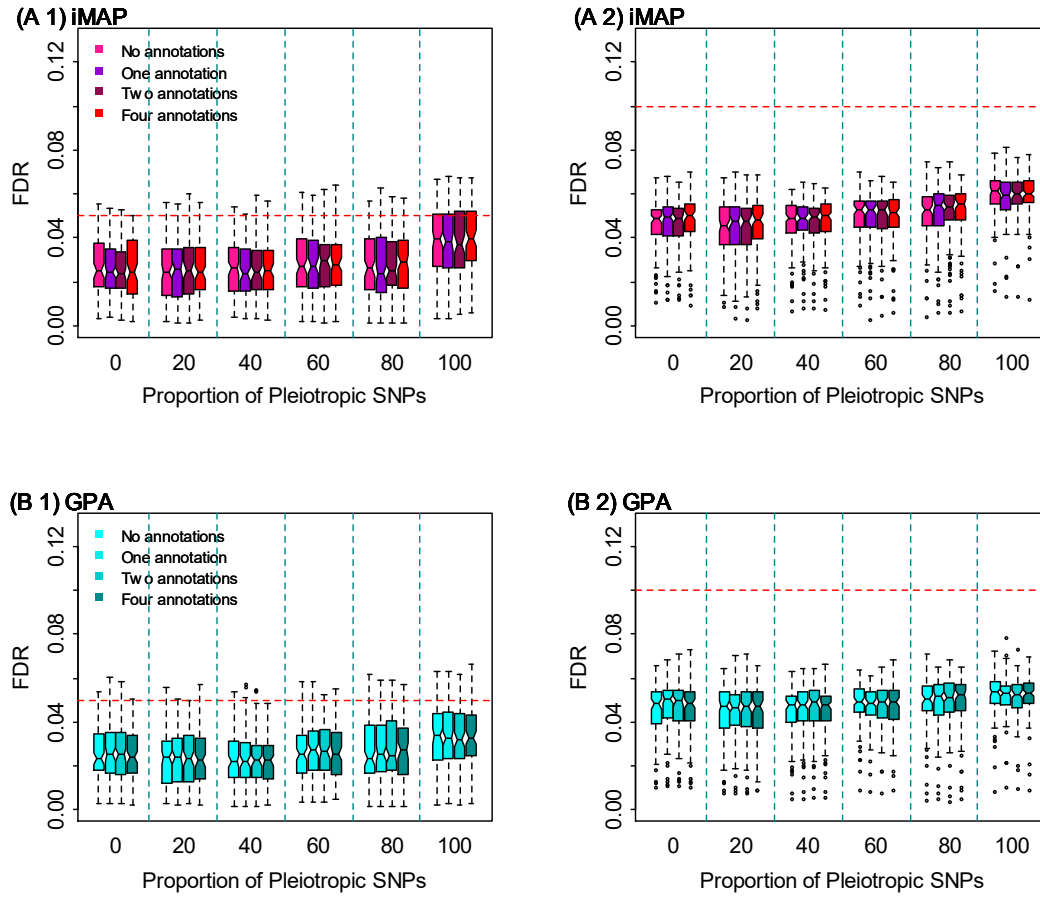 (A 1) iMAP
No annotations
One annotation
Two annotations
Four annotations
FDR
0.00 0.04 0.08 0.12
0 20 40 60 80 100
Proportion of Pleiotropic SNPs
(A 2) iMAP
FDR
0.00 0.04 0.08 0.12
0 20 40 60 80 100
Proportion of Pleiotropic SNPs
(B 1) GPA
No annotations
One annotation
Two annotations
Four annotations
FDR
0.00 0.04 0.08 0.12
0 20 40 60 80 100
Proportion of Pleiotropic SNPs
(B 2) GPA
FDR
0.00 0.04 0.08 0.12
0 20 40 60 80 100
Proportion of Pleiotropic SNPs